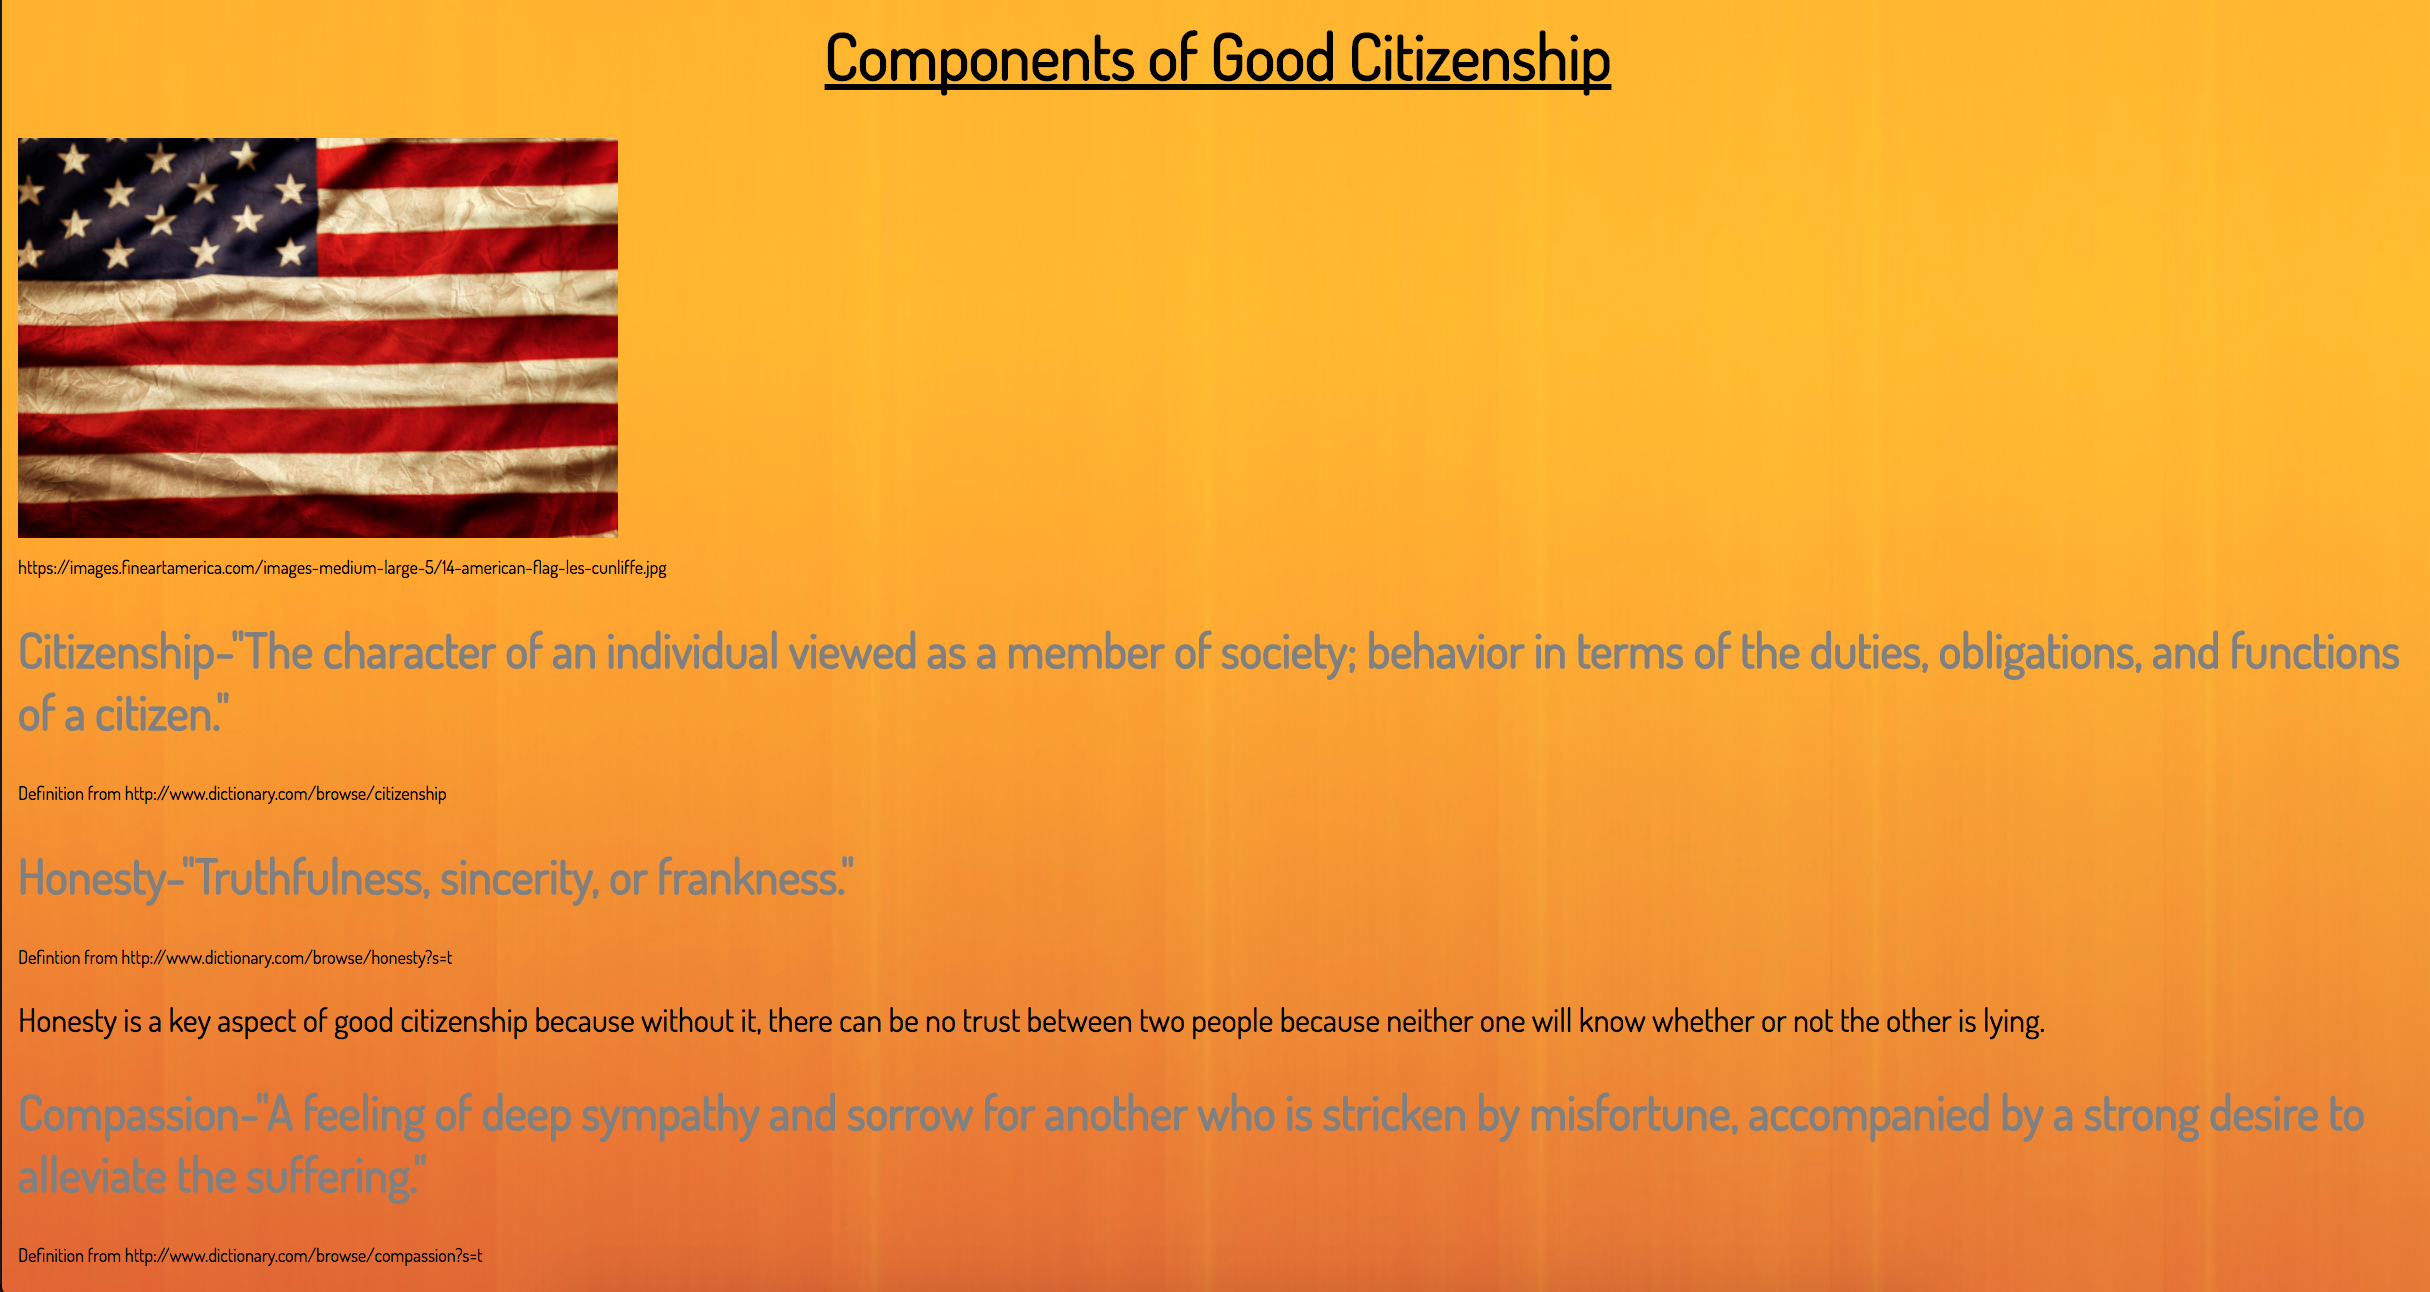 Components of Good Citizenship
https://images.fineartamerica.com/images-medium-large-5/14-american-flag-les-cunliffe.jpg
Citizenship-"The character of an individual viewed as a member of society; behavior in terms of the duties, obligations, and functions
of a citizen."
Definition from http://www.dictionary.com/browse/citizenship
Honesty-"Truthfulness, sincerity, or frankness."
Defintion from http://www.dictionary.com/browse/honesty?s=t
Honesty is a key aspect of good citizenship because without it, there can be no trust between two people because neither one will know whether or not the other is lying.
Compassion-"A feeling of deep sympathy and sorrow for another who is stricken by misfortune, accompanied by a strong desire to
alleviate the suffering."
Definition from http://www.dictionary.com/browse/compassion?s=t